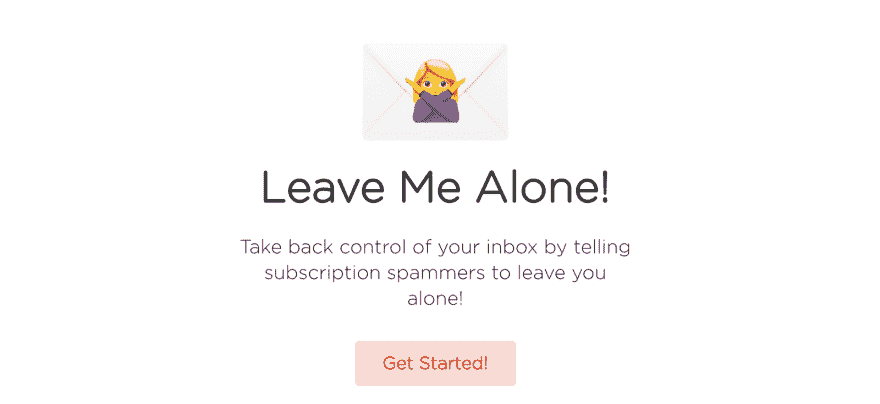 Leave Me Alone!
Take back control of your inbox by telling
subscription spammers to leave you
alone!
Get Started!